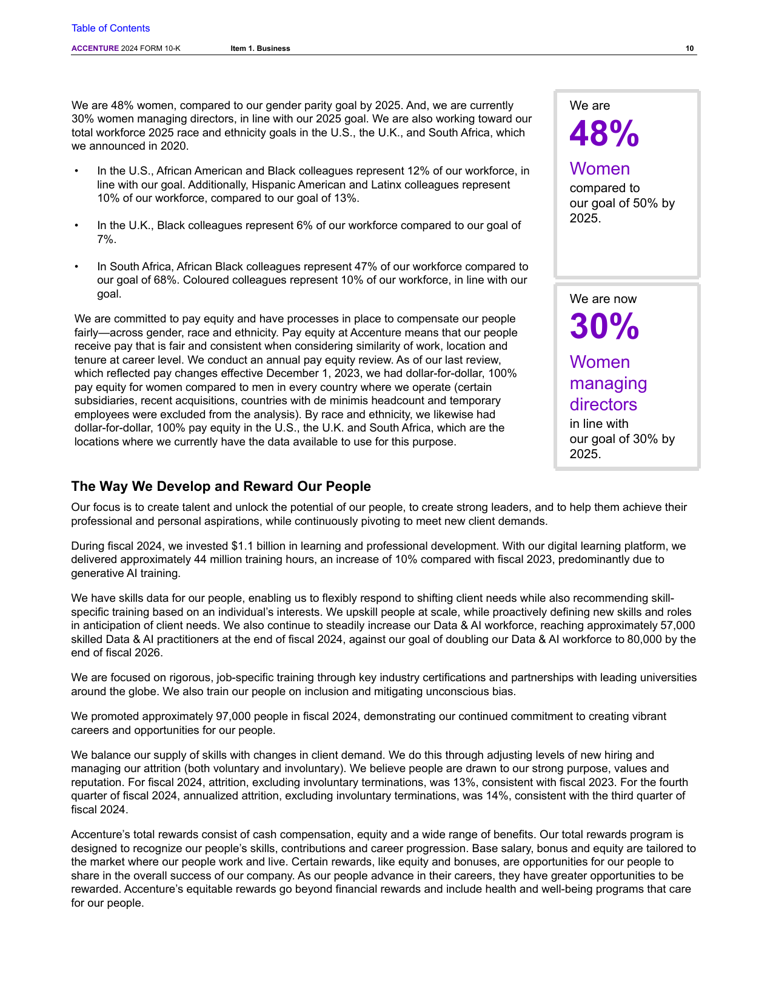 Table of Contents
ACCENTURE 2024 FORM 10-K Item 1. Business 10
We are 48% women, compared to our gender parity goal by 2025. And, we are currently
30% women managing directors, in line with our 2025 goal. We are also working toward our
total workforce 2025 race and ethnicity goals in the U.S., the U.K., and South Africa, which
we announced in 2020.
• In the U.S., African American and Black colleagues represent 12% of our workforce, in
line with our goal. Additionally, Hispanic American and Latinx colleagues represent
10% of our workforce, compared to our goal of 13%.
• In the U.K., Black colleagues represent 6% of our workforce compared to our goal of
7%.
• In South Africa, African Black colleagues represent 47% of our workforce compared to
our goal of 68%. Coloured colleagues represent 10% of our workforce, in line with our
goal.
We are committed to pay equity and have processes in place to compensate our people
fairly—across gender, race and ethnicity. Pay equity at Accenture means that our people
receive pay that is fair and consistent when considering similarity of work, location and
tenure at career level. We conduct an annual pay equity review. As of our last review,
which reflected pay changes effective December 1, 2023, we had dollar-for-dollar, 100%
pay equity for women compared to men in every country where we operate (certain
subsidiaries, recent acquisitions, countries with de minimis headcount and temporary
employees were excluded from the analysis). By race and ethnicity, we likewise had
dollar-for-dollar, 100% pay equity in the U.S., the U.K. and South Africa, which are the
locations where we currently have the data available to use for this purpose.
We are
48%
Women
compared to
our goal of 50% by
2025.
We are now
30%
Women
managing
directors
in line with
our goal of 30% by
2025.
The Way We Develop and Reward Our People
Our focus is to create talent and unlock the potential of our people, to create strong leaders, and to help them achieve their
professional and personal aspirations, while continuously pivoting to meet new client demands.
During fiscal 2024, we invested $1.1 billion in learning and professional development. With our digital learning platform, we
delivered approximately 44 million training hours, an increase of 10% compared with fiscal 2023, predominantly due to
generative AI training.
We have skills data for our people, enabling us to flexibly respond to shifting client needs while also recommending skill-
specific training based on an individual's interests. We upskill people at scale, while proactively defining new skills and roles
in anticipation of client needs. We also continue to steadily increase our Data & AI workforce, reaching approximately 57,000
skilled Data & AI practitioners at the end of fiscal 2024, against our goal of doubling our Data & AI workforce to 80,000 by the
end of fiscal 2026.
We are focused on rigorous, job-specific training through key industry certifications and partnerships with leading universities
around the globe. We also train our people on inclusion and mitigating unconscious bias.
We promoted approximately 97,000 people in fiscal 2024, demonstrating our continued commitment to creating vibrant
careers and opportunities for our people.
We balance our supply of skills with changes in client demand. We do this through adjusting levels of new hiring and
managing our attrition (both voluntary and involuntary). We believe people are drawn to our strong purpose, values and
reputation. For fiscal 2024, attrition, excluding involuntary terminations, was 13%, consistent with fiscal 2023. For the fourth
quarter of fiscal 2024, annualized attrition, excluding involuntary terminations, was 14%, consistent with the third quarter of
fiscal 2024.
Accenture's total rewards consist of cash compensation, equity and a wide range of benefits. Our total rewards program is
designed to recognize our people's skills, contributions and career progression. Base salary, bonus and equity are tailored to
the market where our people work and live. Certain rewards, like equity and bonuses, are opportunities for our people to
share in the overall success of our company. As our people advance in their careers, they have greater opportunities to be
rewarded. Accenture's equitable rewards go beyond financial rewards and include health and well-being programs that care
for our people.